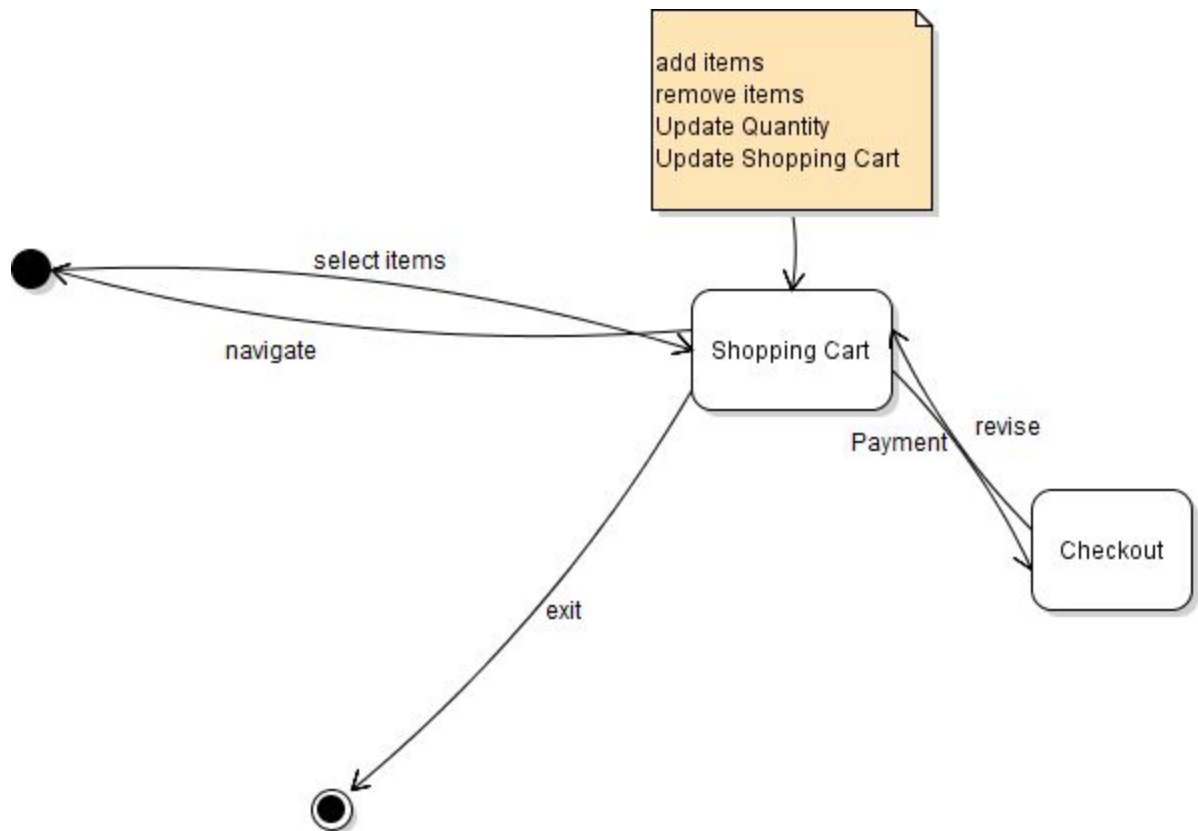 add items
remove items
Update Quantity
Update Shopping Cart
select items
navigate
Shopping Cart
Payment
revise
Checkout
exit